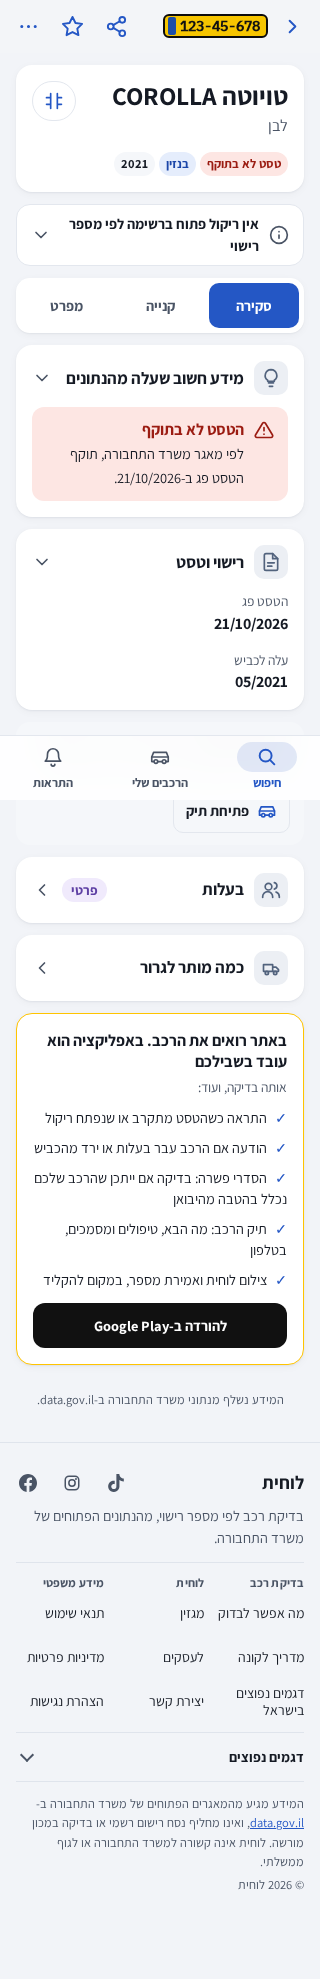 123-45-678
טויוטה COROLLA
לבן
טסט לא בתוקף
בנזין
2021
אין ריקול פתוח ברשימה לפי מספר
רישוי
סקירה
קנייה
מפרט
מידע חשוב שעלה מהנתונים
הטסט לא בתוקף
לפי מאגר משרד התחבורה, תוקף
הטסט פג ב-21/10/2026.
רישוי וטסט
הטסט פג
21/10/2026
עלה לכביש
05/2021
חיפוש
הרכבים שלי
התראות
פתיחת תיק
בעלות
פרטי
כמה מותר לגרור
באתר רואים את הרכב. באפליקציה הוא
עובד בשבילכם
אותה בדיקה, ועוד:
✓ התראה כשהטסט מתקרב או שנפתח ריקול
✓ הודעה אם הרכב עבר בעלות או ירד מהכביש
✓ הסדרי פשרה: בדיקה אם ייתכן שהרכב שלכם
נכלל בהטבה מהיבואן
✓ תיק הרכב: מה הבא, טיפולים ומסמכים,
בטלפון
✓ צילום לוחית ואמירת מספר, במקום להקליד
להורדה ב-Google Play
המידע נשלף מנתוני משרד התחבורה ב-data.gov.il.
לוחית
בדיקת רכב לפי מספר רישוי, מהנתונים הפתוחים של
משרד התחבורה.
בדיקת רכב
לוחית
מידע משפטי
מה אפשר לבדוק
מגזין
תנאי שימוש
מדריך לקונה
לעסקים
מדיניות פרטיות
דגמים נפוצים
בישראל
יצירת קשר
הצהרת נגישות
דגמים נפוצים
המידע מגיע מהמאגרים הפתוחים של משרד התחבורה ב-
data.gov.il, ואינו מחליף נסח רישום רשמי או בדיקה במכון
מורשה. לוחית אינה קשורה למשרד התחבורה או לגוף
ממשלתי.
© 2026 לוחית